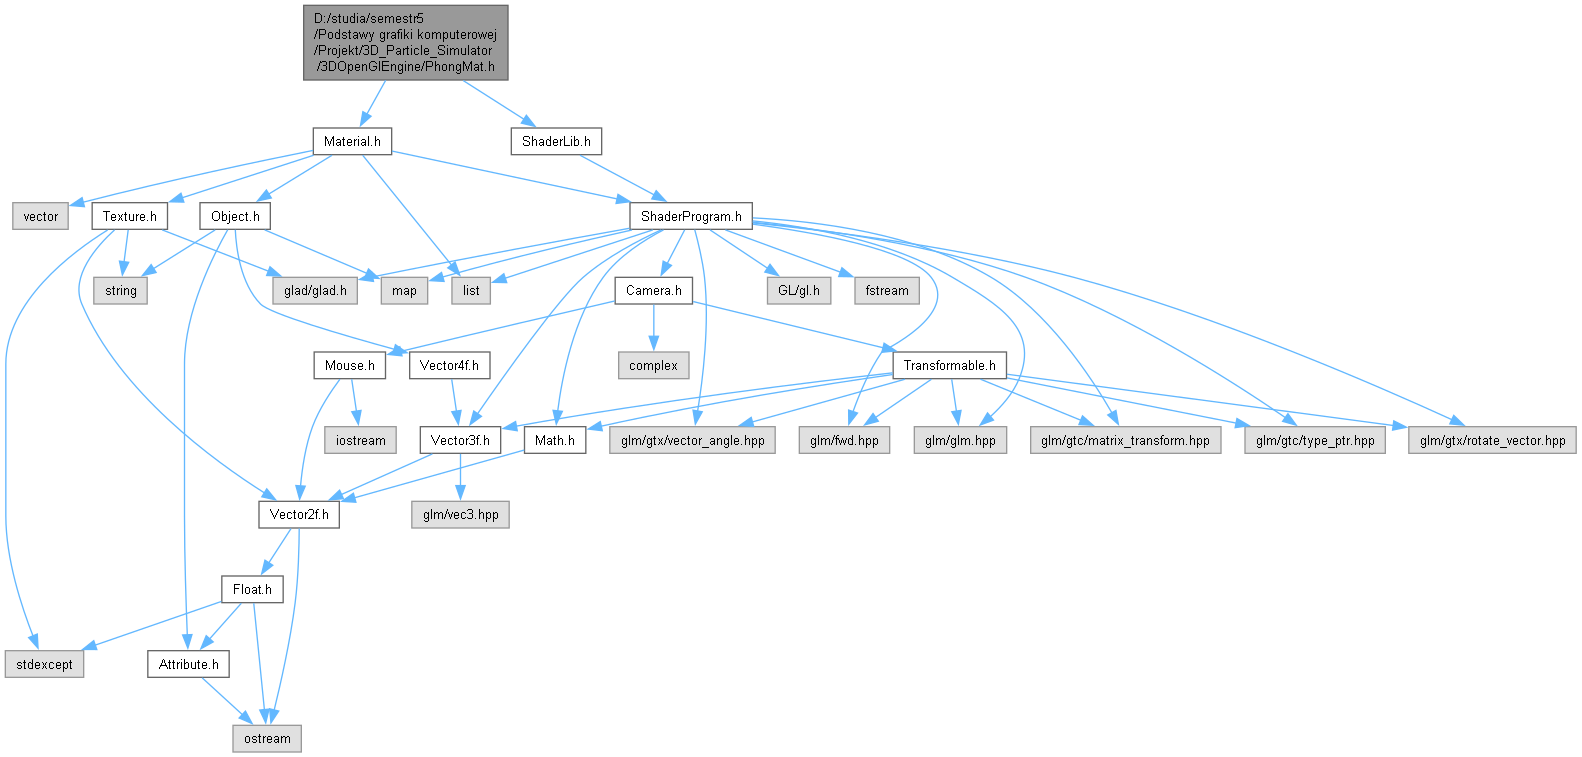 D:/studia/semestr5
/Podstawy grafiki komputerowej
/Projekt/3D_Particle_Simulator
/3DOpenGlEngine/PhongMat.h
Material.h
ShaderLib.h
vector
Texture.h
Object.h
ShaderProgram.h
string
glad/glad.h
map
list
Camera.h
GL/gl.h
fstream
Mouse.h
Vector4f.h
complex
Transformable.h
iostream
Vector3f.h
Math.h
glm/gtx/vector_angle.hpp
glm/fwd.hpp
glm/glm.hpp
glm/gtc/matrix_transform.hpp
glm/gtc/type_ptr.hpp
glm/gtx/rotate_vector.hpp
Vector2f.h
glm/vec3.hpp
Float.h
stdexcept
Attribute.h
ostream